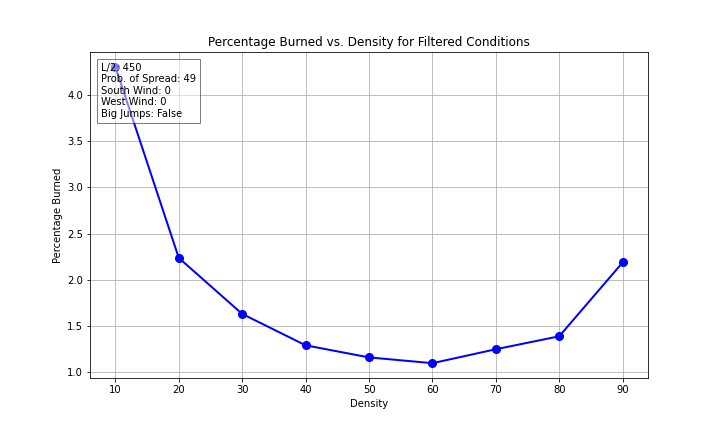 Percentage Burned vs. Density for Filtered Conditions
L/2: 450
Prob. of Spread: 49
South Wind: 0
West Wind: 0
Big Jumps: False
Percentage Burned
4.0
3.5
3.0
2.5
2.0
1.5
1.0
10 20 30 40 50 60 70 80 90
Density